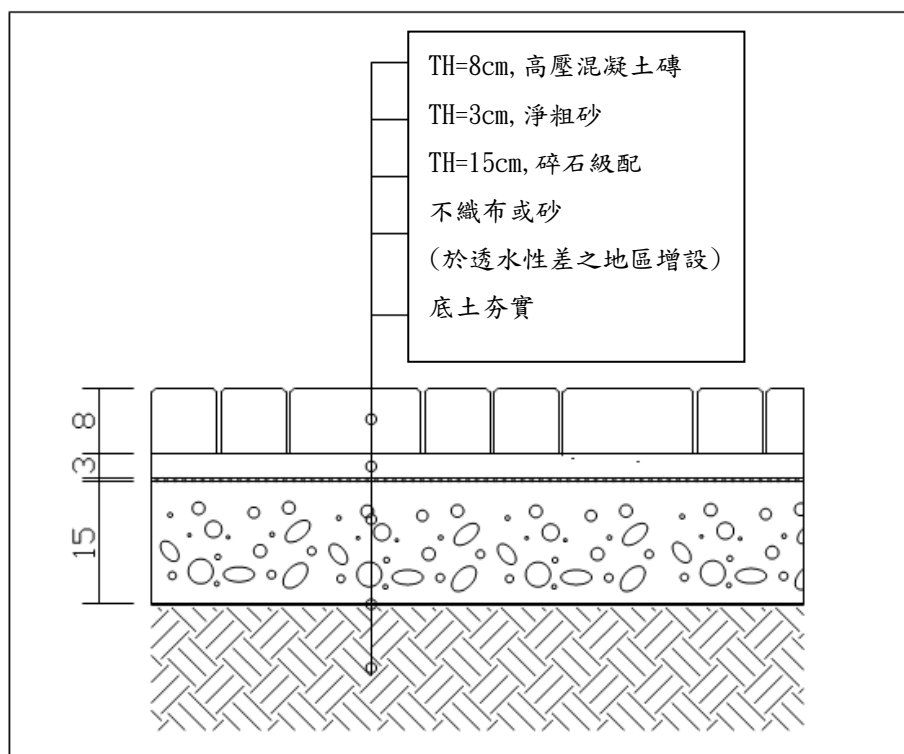 TH=8cm,高壓混凝土磚
TH=3cm,淨粗砂
TH=15cm,碎石級配
不織布或砂
(於透水性差之地區增設)
底土夯實
8
3
15